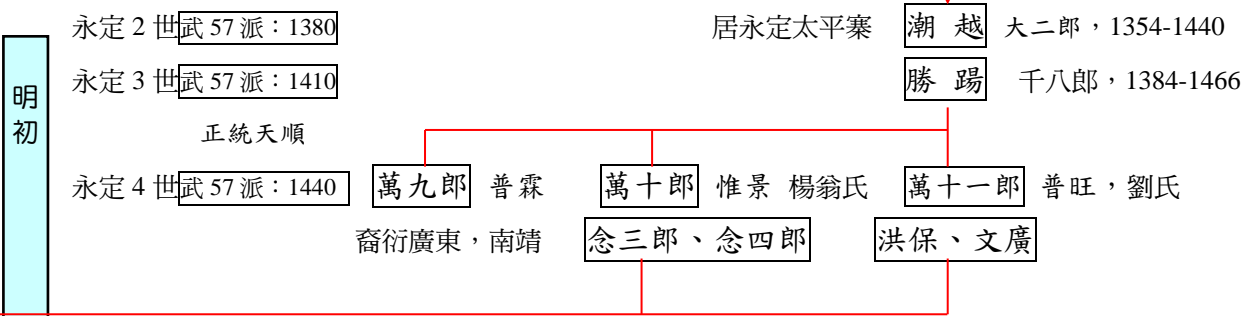 永定 2 世武 57 派：1380 居永定太平寨 潮 越 大二郎，1354-1440
永定 3 世武 57 派：1410 勝 踼 千八郎，1384-1466
明初
正統天順
永定 4 世武 57 派：1440 萬九郎 普霖 萬十郎 惟景 楊翁氏 萬十一郎 普旺，劉氏
裔衍廣東，南靖 念三郎、念四郎 洪保、文廣